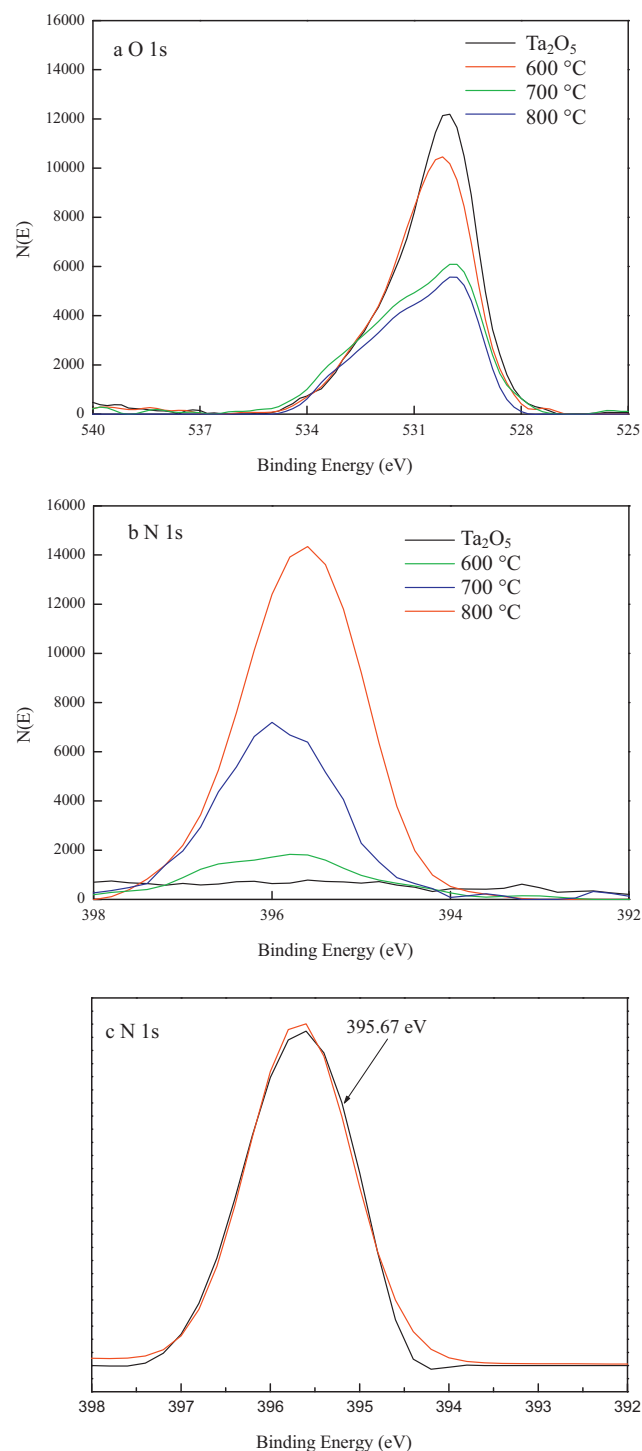 16000
a O 1s
Ta₂O₅
600 °C
700 °C
800 °C
14000
12000
10000
8000
6000
4000
2000
0
N(E)
540 537 534 531 528 525
Binding Energy (eV)
16000
b N 1s
Ta₂O₅
600 °C
700 °C
800 °C
14000
12000
10000
8000
6000
4000
2000
0
N(E)
398 396 394 392
Binding Energy (eV)
c N 1s
395.67 eV
398 397 396 395 394 393 392
Binding Energy (eV)